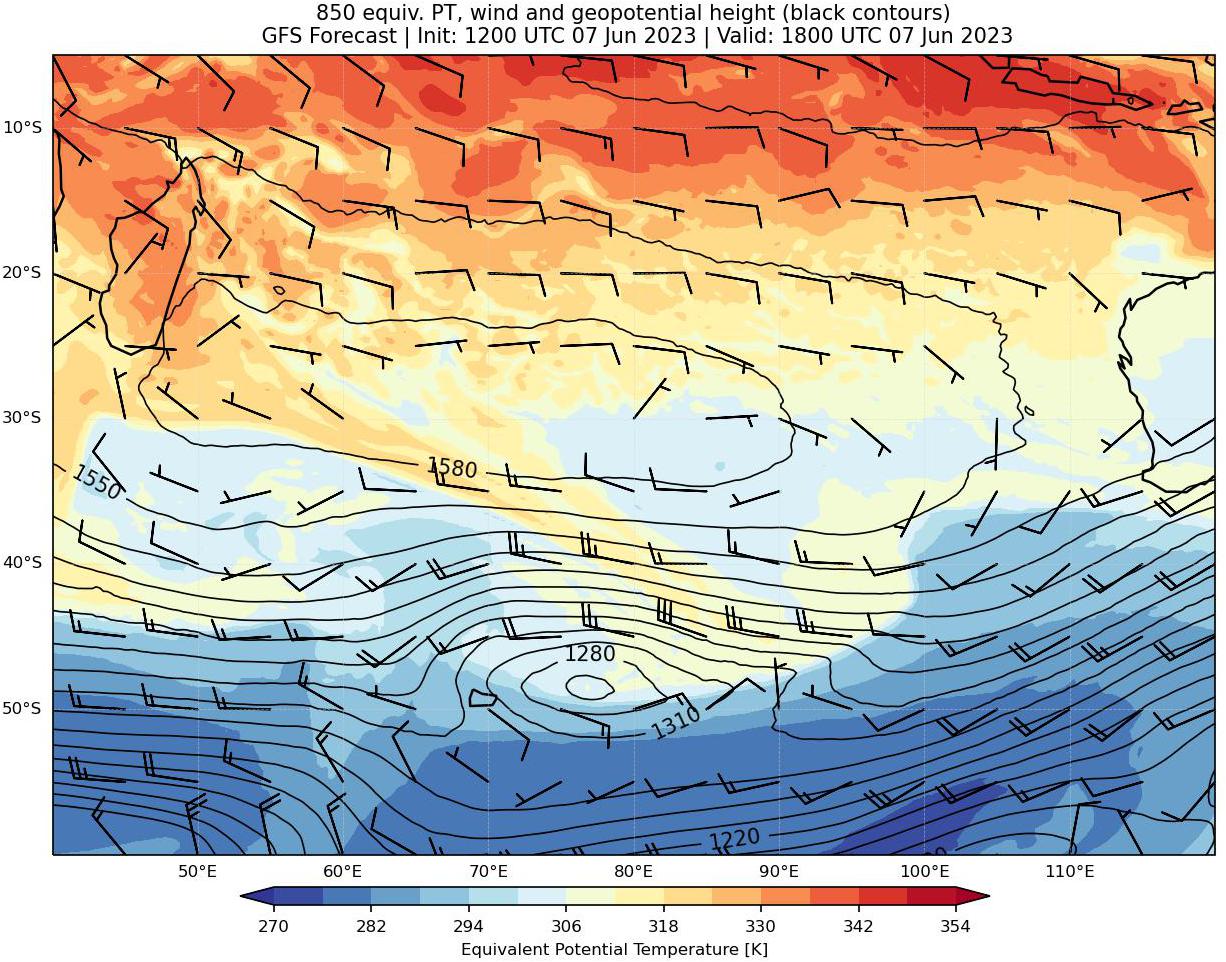 850 equiv. PT, wind and geopotential height (black contours)
GFS Forecast | Init: 1200 UTC 07 Jun 2023 | Valid: 1800 UTC 07 Jun 2023
10°S
20°S
30°S
1580
1550
40°S
1280
50°S
1310
1220
50°E 60°E 70°E 80°E 90°E 100°E 110°E
270 282 294 306 318 330 342 354
Equivalent Potential Temperature [K]